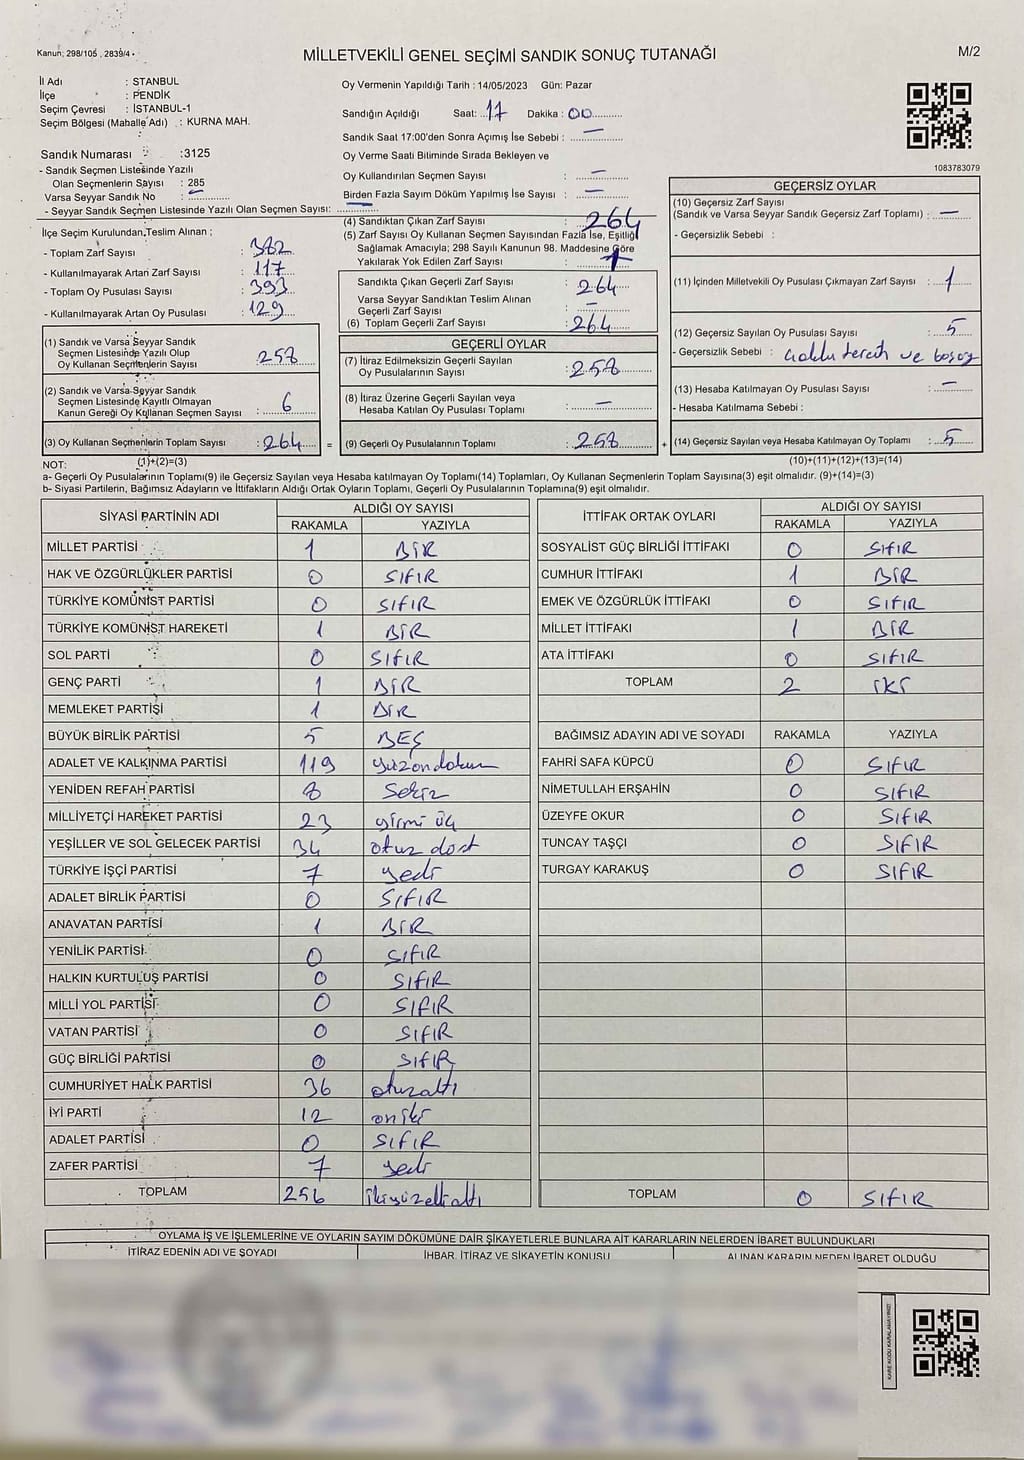 Kanun; 298/105 , 2839/4
MİLLETVEKİLİ GENEL SEÇİMİ SANDIK SONUÇ TUTANAĞI
M/2
İl Adı : STANBUL
İlçe : PENDİK
Seçim Çevresi : İSTANBUL-1
Seçim Bölgesi (Mahalle Adı) : KURNA MAH.
Oy Vermenin Yapıldığı Tarih : 14/05/2023 Gün: Pazar
Sandığın Açıldığı Saat: 17 Dakika : 00
Sandık Saat 17:00'den Sonra Açımış İse Sebebi : —
Oy Verme Saati Bitiminde Sırada Bekleyen ve
Oy Kullandırılan Seçmen Sayısı : —
Birden Fazla Sayım Döküm Yapılmış İse Sayısı : —
Sandık Numarası :3125
- Sandık Seçmen Listesinde Yazılı
Olan Seçmenlerin Sayısı : 285
Varsa Seyyar Sandık No : —
- Seyyar Sandık Seçmen Listesinde Yazılı Olan Seçmen Sayısı:
1083783079
İlçe Seçim Kurulundan Teslim Alınan ;
- Toplam Zarf Sayısı : 382
- Kullanılmayarak Artan Zarf Sayısı : 117
- Toplam Oy Pusulası Sayısı : 393
- Kullanılmayarak Artan Oy Pusulası : 129
(4) Sandıktan Çıkan Zarf Sayısı : 264
(5) Zarf Sayısı Oy Kullanan Seçmen Sayısından Fazla İse, Eşitliği
Sağlamak Amacıyla; 298 Sayılı Kanunun 98. Maddesine Göre
Yakılarak Yok Edilen Zarf Sayısı :
Sandıkta Çıkan Geçerli Zarf Sayısı : 264
Varsa Seyyar Sandıktan Teslim Alınan
Geçerli Zarf Sayısı : —
(6) Toplam Geçerli Zarf Sayısı : 264
GEÇERSİZ OYLAR
(10) Geçersiz Zarf Sayısı
(Sandık ve Varsa Seyyar Sandık Geçersiz Zarf Toplamı) : —
- Geçersizlik Sebebi :
(11) İçinden Milletvekili Oy Pusulası Çıkmayan Zarf Sayısı : 1
(12) Geçersiz Sayılan Oy Pusulası Sayısı : 5
- Geçersizlik Sebebi : tercih ve
(13) Hesaba Katılmayan Oy Pusulası Sayısı : —
- Hesaba Katılmama Sebebi :
(14) Geçersiz Sayılan veya Hesaba Katılmayan Oy Toplamı : 5
(1) Sandık ve Varsa Seyyar Sandık
Seçmen Listesinde Yazılı Olup
Oy Kullanan Seçmenlerin Sayısı : 258
(2) Sandık ve Varsa Seyyar Sandık
Seçmen Listesinde Kayıtlı Olmayan
Kanun Gereği Oy Kullanan Seçmen Sayısı : 6
(3) Oy Kullanan Seçmenlerin Toplam Sayısı : 264 =
GEÇERLİ OYLAR
(7) İtiraz Edilmeksizin Geçerli Sayılan
Oy Pusulalarının Sayısı : 258
(8) İtiraz Üzerine Geçerli Sayılan veya
Hesaba Katılan Oy Pusulası Toplamı : —
(9) Geçerli Oy Pusulalarının Toplamı : 258 +
NOT: (1)+(2)=(3)
(10)+(11)+(12)+(13)=(14)
a- Geçerli Oy Pusulalarının Toplamı(9) ile Geçersiz Sayılan veya Hesaba katılmayan Oy Toplamı(14) Toplamları, Oy Kullanan Seçmenlerin Toplam Sayısına(3) eşit olmalıdır. (9)+(14)=(3)
b- Siyasi Partilerin, Bağımsız Adayların ve İttifakların Aldığı Ortak Oyların Toplamı, Geçerli Oy Pusulalarının Toplamına(9) eşit olmalıdır.
SİYASİ PARTİNİN ADI ALDIĞI OY SAYISI
RAKAMLA YAZIYLA
MİLLET PARTİSİ 1 BİR
HAK VE ÖZGÜRLÜKLER PARTİSİ 0 SIFIR
TÜRKİYE KOMÜNİST PARTİSİ 0 SIFIR
TÜRKİYE KOMÜNİST HAREKETİ 1 BİR
SOL PARTİ 0 SIFIR
GENÇ PARTİ 1 BİR
MEMLEKET PARTİSİ 1 BİR
BÜYÜK BİRLİK PARTİSİ 5 BEŞ
ADALET VE KALKINMA PARTİSİ 119 yüzondokuz
YENİDEN REFAH PARTİSİ 8 Sekiz
MİLLİYETÇİ HAREKET PARTİSİ 23 yirmi üç
YEŞİLLER VE SOL GELECEK PARTİSİ 34 otuz dört
TÜRKİYE İŞÇİ PARTİSİ 7 yedi
ADALET BİRLİK PARTİSİ 0 SIFIR
ANAVATAN PARTİSİ 1 BİR
YENİLİK PARTİSİ 0 SIFIR
HALKIN KURTULUŞ PARTİSİ 0 SIFIR
MİLLİ YOL PARTİSİ 0 SIFIR
VATAN PARTİSİ 0 SIFIR
GÜÇ BİRLİĞİ PARTİSİ 0 SIFIR
CUMHURİYET HALK PARTİSİ 36 otuzaltı
İYİ PARTİ 12 oniki
ADALET PARTİSİ 0 SIFIR
ZAFER PARTİSİ 7 yedi
TOPLAM 256 ikiyüzelli altı
İTTİFAK ORTAK OYLARI ALDIĞI OY SAYISI
RAKAMLA YAZIYLA
SOSYALİST GÜÇ BİRLİĞİ İTTİFAKI 0 SIFIR
CUMHUR İTTİFAKI 1 BİR
EMEK VE ÖZGÜRLÜK İTTİFAKI 0 SIFIR
MİLLET İTTİFAKI 1 BİR
ATA İTTİFAKI 0 SIFIR
TOPLAM 2 İKİ
BAĞIMSIZ ADAYIN ADI VE SOYADI RAKAMLA YAZIYLA
FAHRİ SAFA KÜPCÜ 0 SIFIR
NİMETULLAH ERŞAHİN 0 SIFIR
ÜZEYFE OKUR 0 SIFIR
TUNCAY TAŞÇI 0 SIFIR
TURGAY KARAKUŞ 0 SIFIR
TOPLAM 0 SIFIR
OYLAMA İŞ VE İŞLEMLERİNE VE OYLARIN SAYIM DÖKÜMÜNE DAİR ŞİKAYETLERLE BUNLARA AİT KARARLARIN NELERDEN İBARET BULUNDUKLARI
İTİRAZ EDENİN ADI VE SOYADI İHBAR, İTİRAZ VE ŞİKAYETİN KONUSU ALINAN KARARIN NEDEN İBARET OLDUĞU
KARE KODU KARALAMAYINIZ!